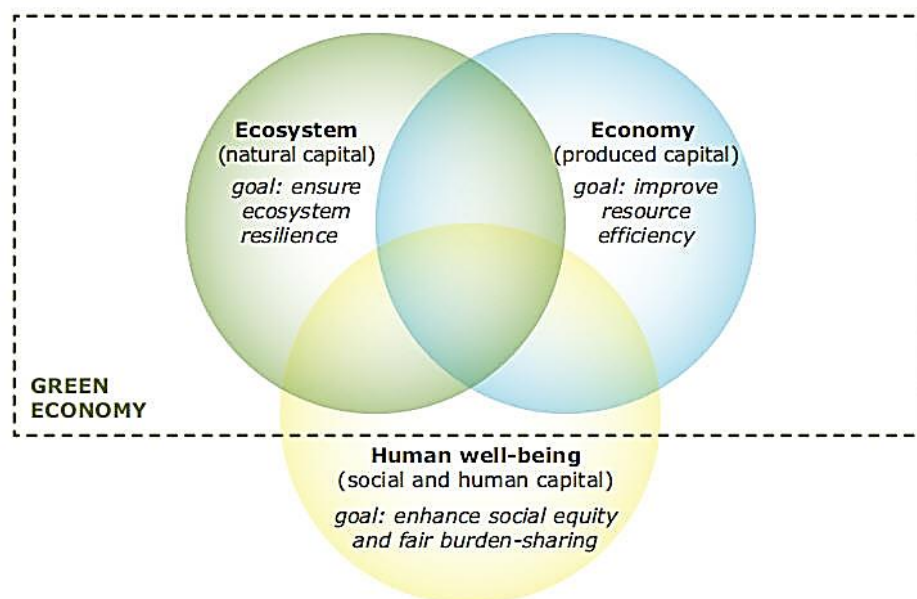 Ecosystem
(natural capital)
goal: ensure
ecosystem
resilience
Economy
(produced capital)
goal: improve
resource
efficiency
GREEN
ECONOMY
Human well-being
(social and human capital)
goal: enhance social equity
and fair burden-sharing